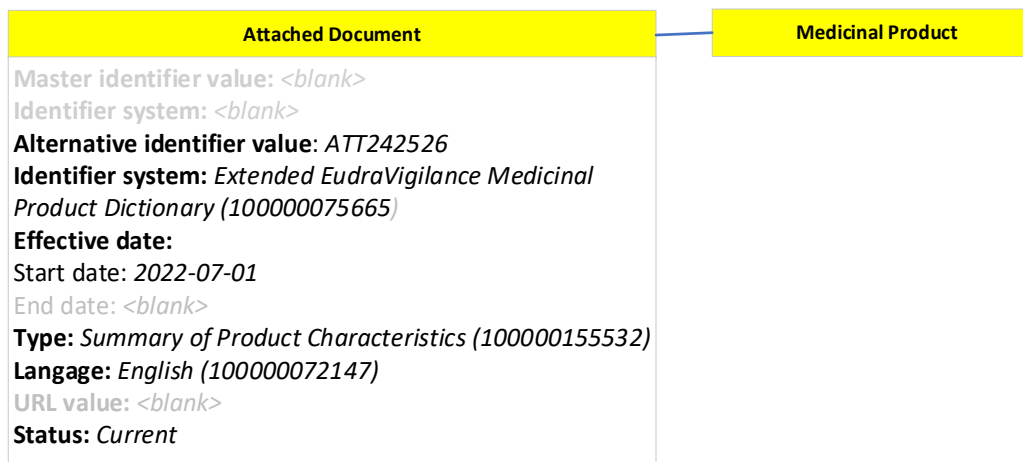 Attached Document
Medicinal Product
Master identifier value: <blank>
Identifier system: <blank>
Alternative identifier value: ATT242526
Identifier system: Extended EudraVigilance Medicinal
Product Dictionary (100000075665)
Effective date:
Start date: 2022-07-01
End date: <blank>
Type: Summary of Product Characteristics (100000155532)
Langage: English (100000072147)
URL value: <blank>
Status: Current